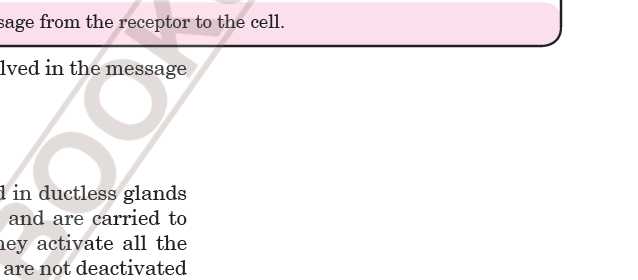 sage from the receptor to the cell.
lved in the message
d in ductless glands
and are carried to
hey activate all the
are not deactivated
BOOK